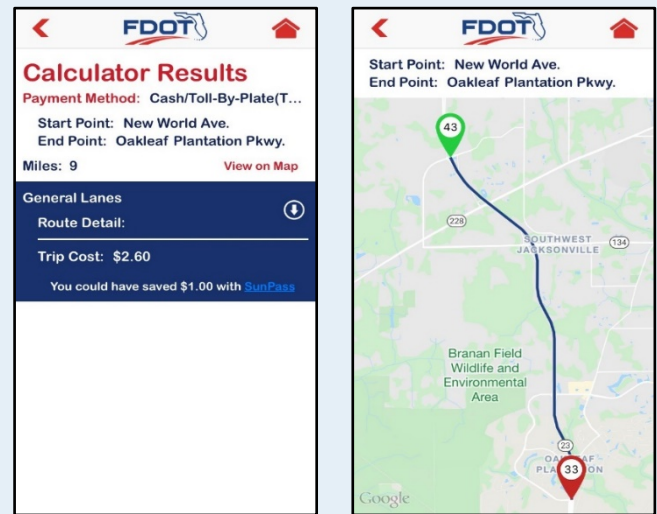 FDOT
Calculator Results
Payment Method: Cash/Toll-By-Plate(T...
Start Point: New World Ave.
End Point: Oakleaf Plantation Pkwy.
Miles: 9
View on Map
General Lanes
Route Detail:
Trip Cost: $2.60
You could have saved $1.00 with SunPass
FDOT
Start Point: New World Ave.
End Point: Oakleaf Plantation Pkwy.
43
228
SOUTHWEST
JACKSONVILLE
134
Branan Field
Wildlife and
Environmental
Area
23
33
Google